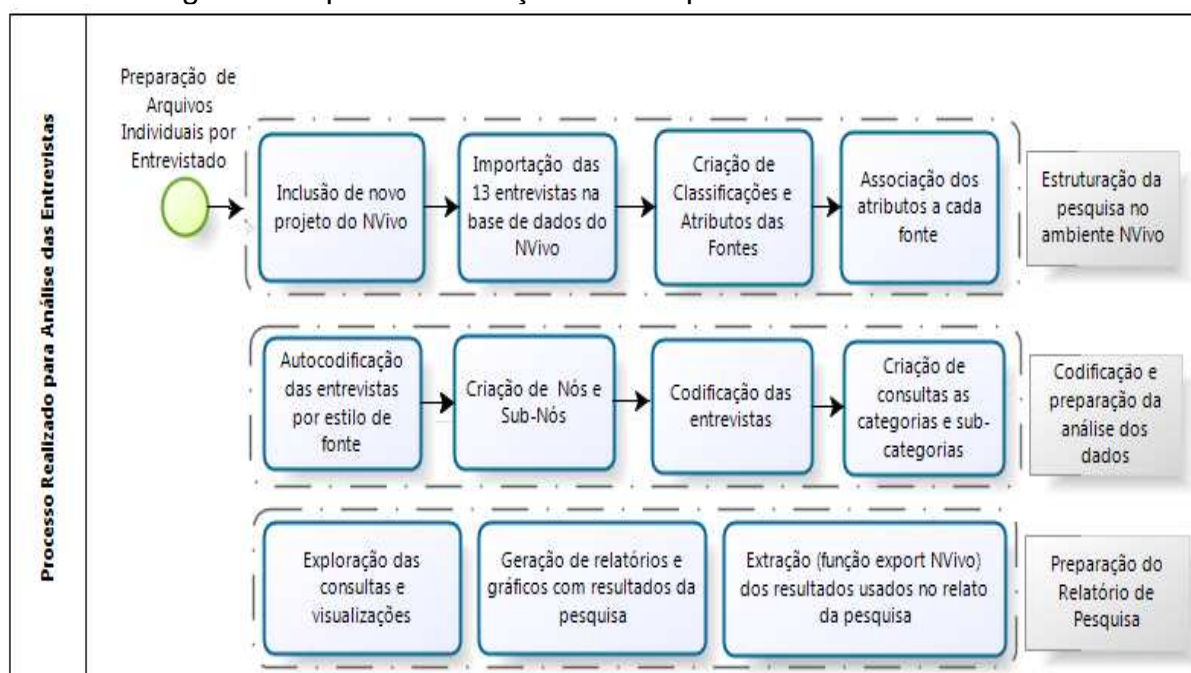 Processo Realizado para Análise das Entrevistas
Preparação de
Arquivos
Individuais por
Entrevistado
Inclusão de novo
projeto do NVivo
Importação das
13 entrevistas na
base de dados do
NVivo
Criação de
Classificações e
Atributos das
Fontes
Associação dos
atributos a cada
fonte
Estruturação da
pesquisa no
ambiente NVivo
Autocodificação
das entrevistas
por estilo de
fonte
Criação de Nós e
Sub-Nós
Codificação das
entrevistas
Criação de
consultas as
categorias e sub-
categorias
Codificação e
preparação da
análise dos
dados
Exploração das
consultas e
visualizações
Geração de relatórios e
gráficos com resultados da
pesquisa
Extração (função export NVivo)
dos resultados usados no relato
da pesquisa
Preparação do
Relatório de
Pesquisa